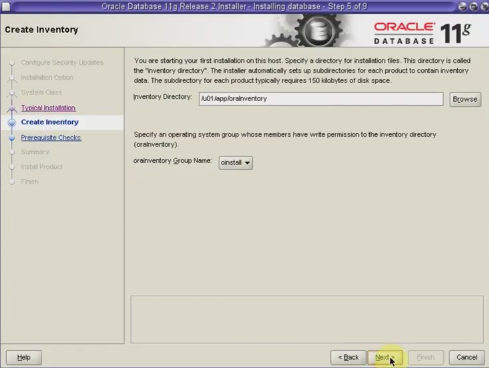 Oracle Database 11g Release 2 Installer - Installing database - Step 5 of 9
Create Inventory
ORACLE 11g
DATABASE
Configure Security Updates
Installation Option
System Class
Typical Installation
Create Inventory
Prerequisite Checks
Summary
Install Product
Finish
You are starting your first installation on this host. Specify a directory for installation files. This directory is called
the "Inventory directory". The installer automatically sets up subdirectories for each product to contain inventory
data. The subdirectory for each product typically requires 150 kilobytes of disk space.
Inventory Directory: /u01/app/oraInventory Browse
Specify an operating system group whose members have write permission to the inventory directory
(oraInventory).
oraInventory Group Name: oinstall
Help < Back Next > Finish Cancel